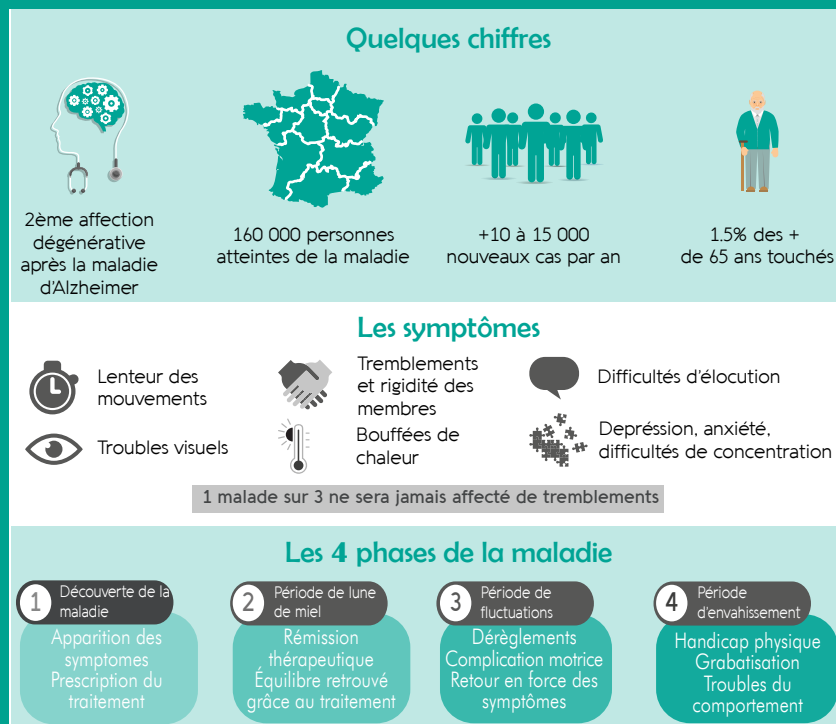 Quelques chiffres
2ème affection
dégénérative
après la maladie
d'Alzheimer
160 000 personnes
atteintes de la maladie
+10 à 15 000
nouveaux cas par an
1.5% des +
de 65 ans touchés
Les symptômes
Lenteur des
mouvements
Tremblements
et rigidité des
membres
Difficultés d'élocution
Troubles visuels
Bouffées de
chaleur
Depréssion, anxiété,
difficultés de concentration
1 malade sur 3 ne sera jamais affecté de tremblements
Les 4 phases de la maladie
1
Découverte de la
maladie
Apparition des
symptomes
Prescription du
traitement
2
Période de lune
de miel
Rémission
thérapeutique
Équilibre retrouvé
grâce au traitement
3
Période de
fluctuations
Dérèglements
Complication motrice
Retour en force des
symptômes
4
Période
d'envahissement
Handicap physique
Grabatisation
Troubles du
comportement